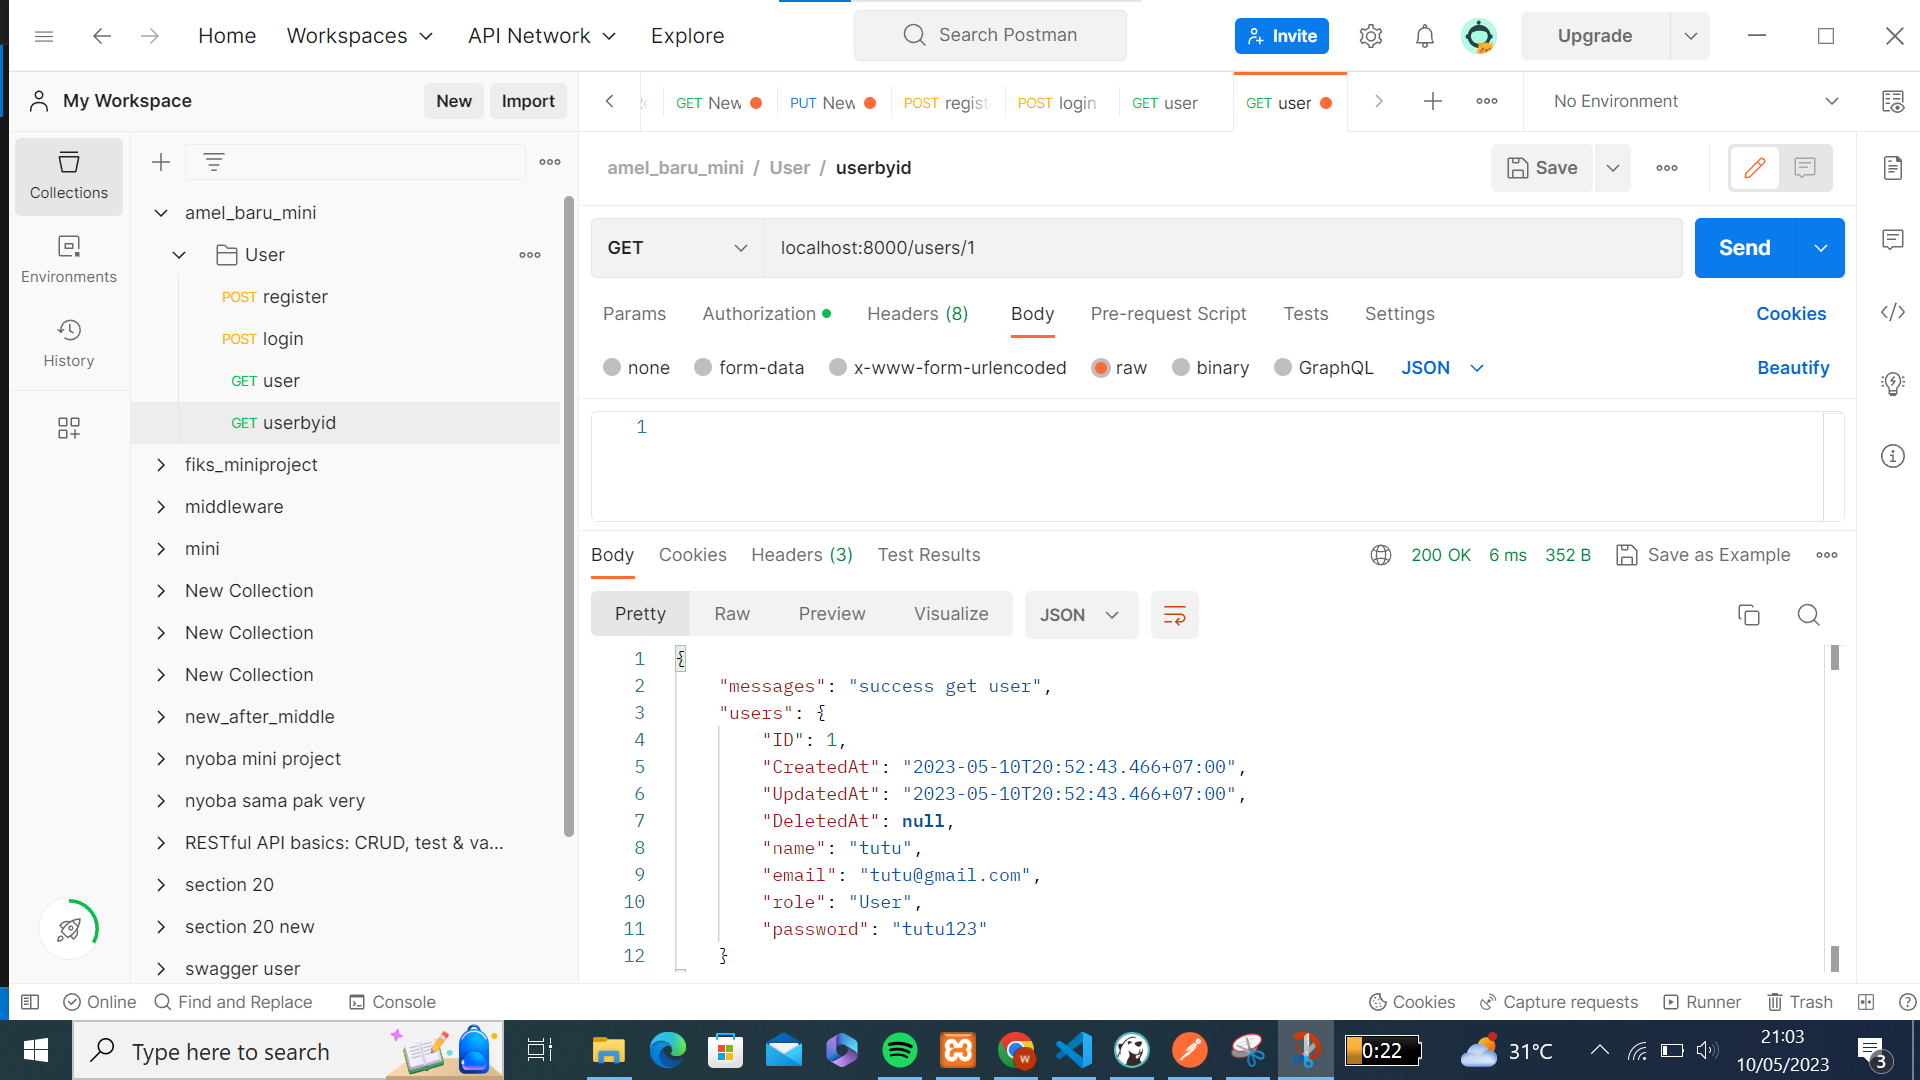 Home
Workspaces
API Network
Explore
Search Postman
Invite
Upgrade
My Workspace
New
Import
GET New
PUT New
POST regist
POST login
GET user
GET user
No Environment
Collections
Environments
History
amel_baru_mini
User
POST register
POST login
GET user
GET userbyid
fiks_miniproject
middleware
mini
New Collection
New Collection
New Collection
new_after_middle
nyoba mini project
nyoba sama pak very
RESTful API basics: CRUD, test & va...
section 20
section 20 new
swagger user
amel_baru_mini / User / userbyid
Save
GET
localhost:8000/users/1
Send
Params
Authorization
Headers (8)
Body
Pre-request Script
Tests
Settings
Cookies
none
form-data
x-www-form-urlencoded
raw
binary
GraphQL
JSON
Beautify
1
Body
Cookies
Headers (3)
Test Results
200 OK
6 ms
352 B
Save as Example
Pretty
Raw
Preview
Visualize
JSON
1 {
2 "messages": "success get user",
3 "users": {
4 "ID": 1,
5 "CreatedAt": "2023-05-10T20:52:43.466+07:00",
6 "UpdatedAt": "2023-05-10T20:52:43.466+07:00",
7 "DeletedAt": null,
8 "name": "tutu",
9 "email": "tutu@gmail.com",
10 "role": "User",
11 "password": "tutu123"
12 }
Online
Find and Replace
Console
Cookies
Capture requests
Runner
Trash
Type here to search
0:22
31°C
21:03
10/05/2023
3